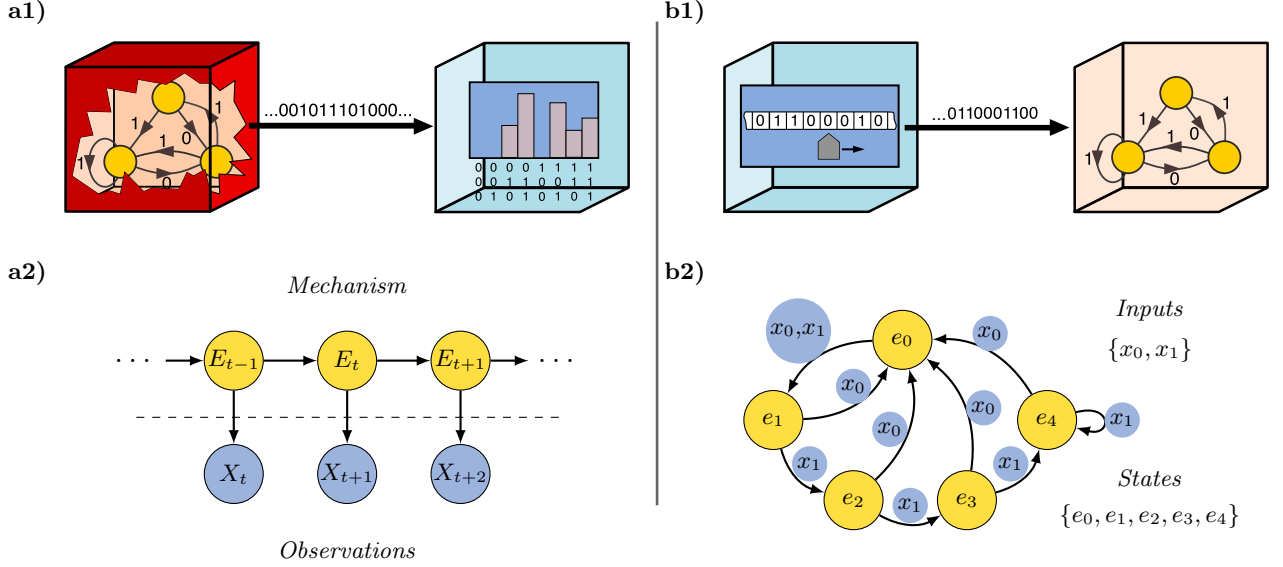 a1)
b1)
...001011101000...
1
1
0
1
1
0
0 0 0 0 1 1 1 1
0 0 1 1 0 0 1 1
0 1 0 1 0 1 0 1
0 1 1 0 0 0 1 0
...0110001100
1
1
0
1
1
0
a2)
Mechanism
· · ·
E_{t−1}
E_t
E_{t+1}
· · ·
X_t
X_{t+1}
X_{t+2}
Observations
b2)
x_0,x_1
e_0
x_0
Inputs
{x_0, x_1}
x_0
x_0
x_0
e_1
e_4
x_1
x_1
x_1
e_2
x_1
e_3
States
{e_0, e_1, e_2, e_3, e_4}